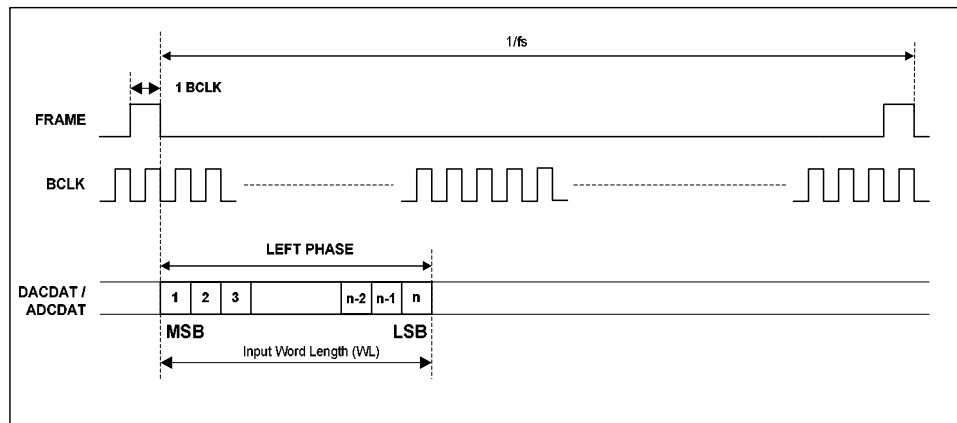 1/fs
1 BCLK
FRAME
BCLK
LEFT PHASE
DACDAT /
ADCDAT
1 2 3 n-2 n-1 n
MSB LSB
Input Word Length (WL)